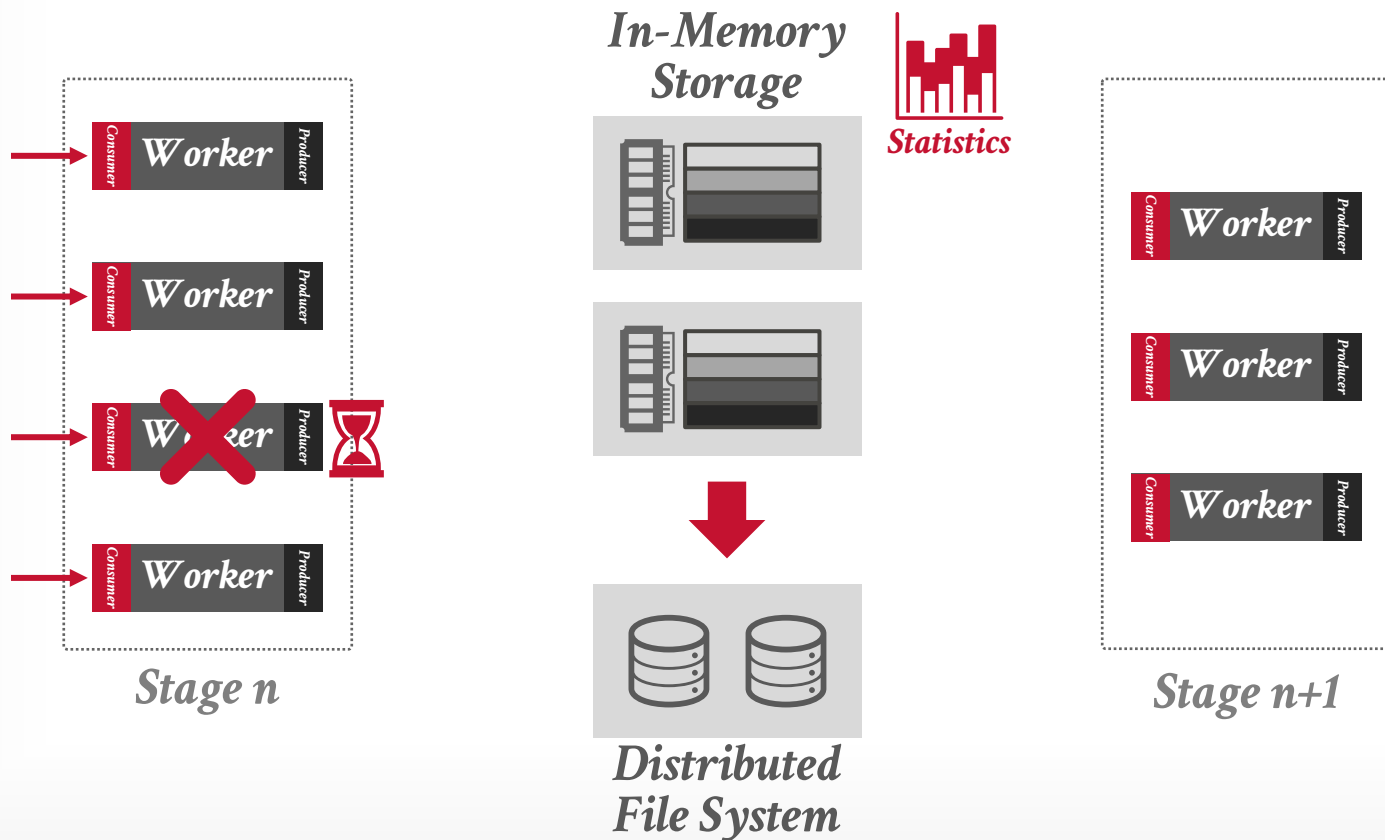 In-Memory
Storage
Statistics
Consumer
Worker
Producer
Consumer
Worker
Producer
Consumer
Worker
Producer
Consumer
Worker
Producer
Stage n
Consumer
Worker
Producer
Consumer
Worker
Producer
Consumer
Worker
Producer
Stage n+1
Distributed
File System